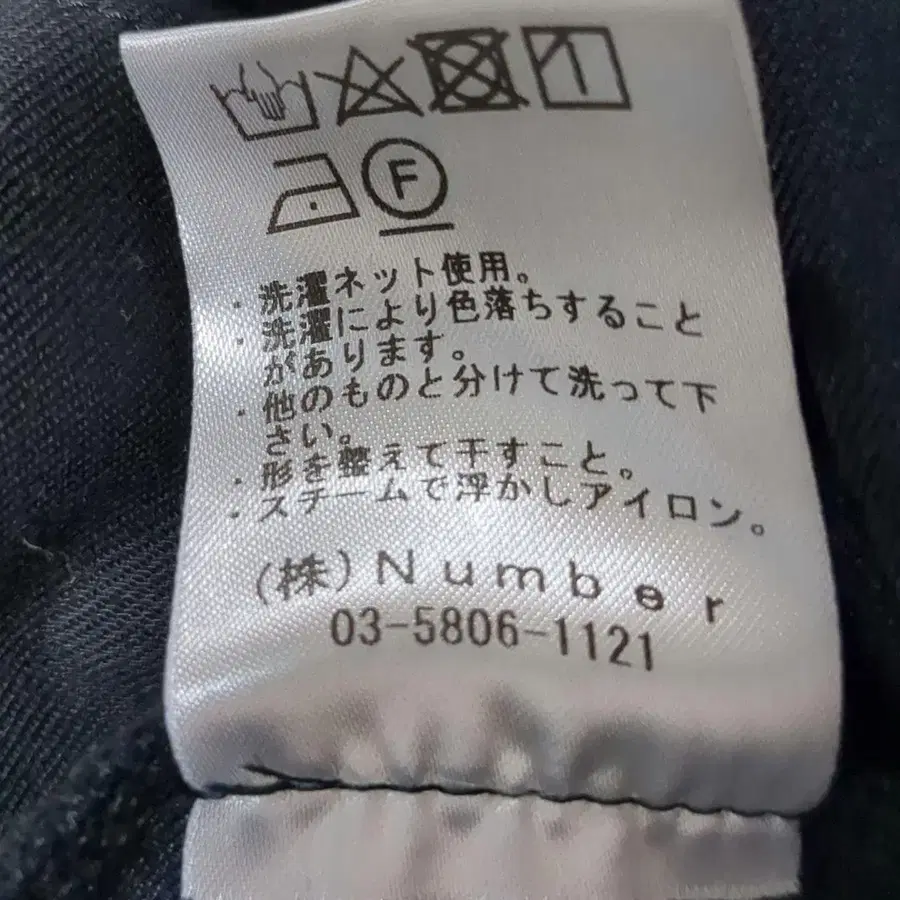 F
・洗濯ネット使用。
・洗濯により色落ちすること
があります。
・他のものと分けて洗って下
さい。
・形を整えて干すこと。
・スチームで浮かしアイロン。
(株)Number
03-5806-1121